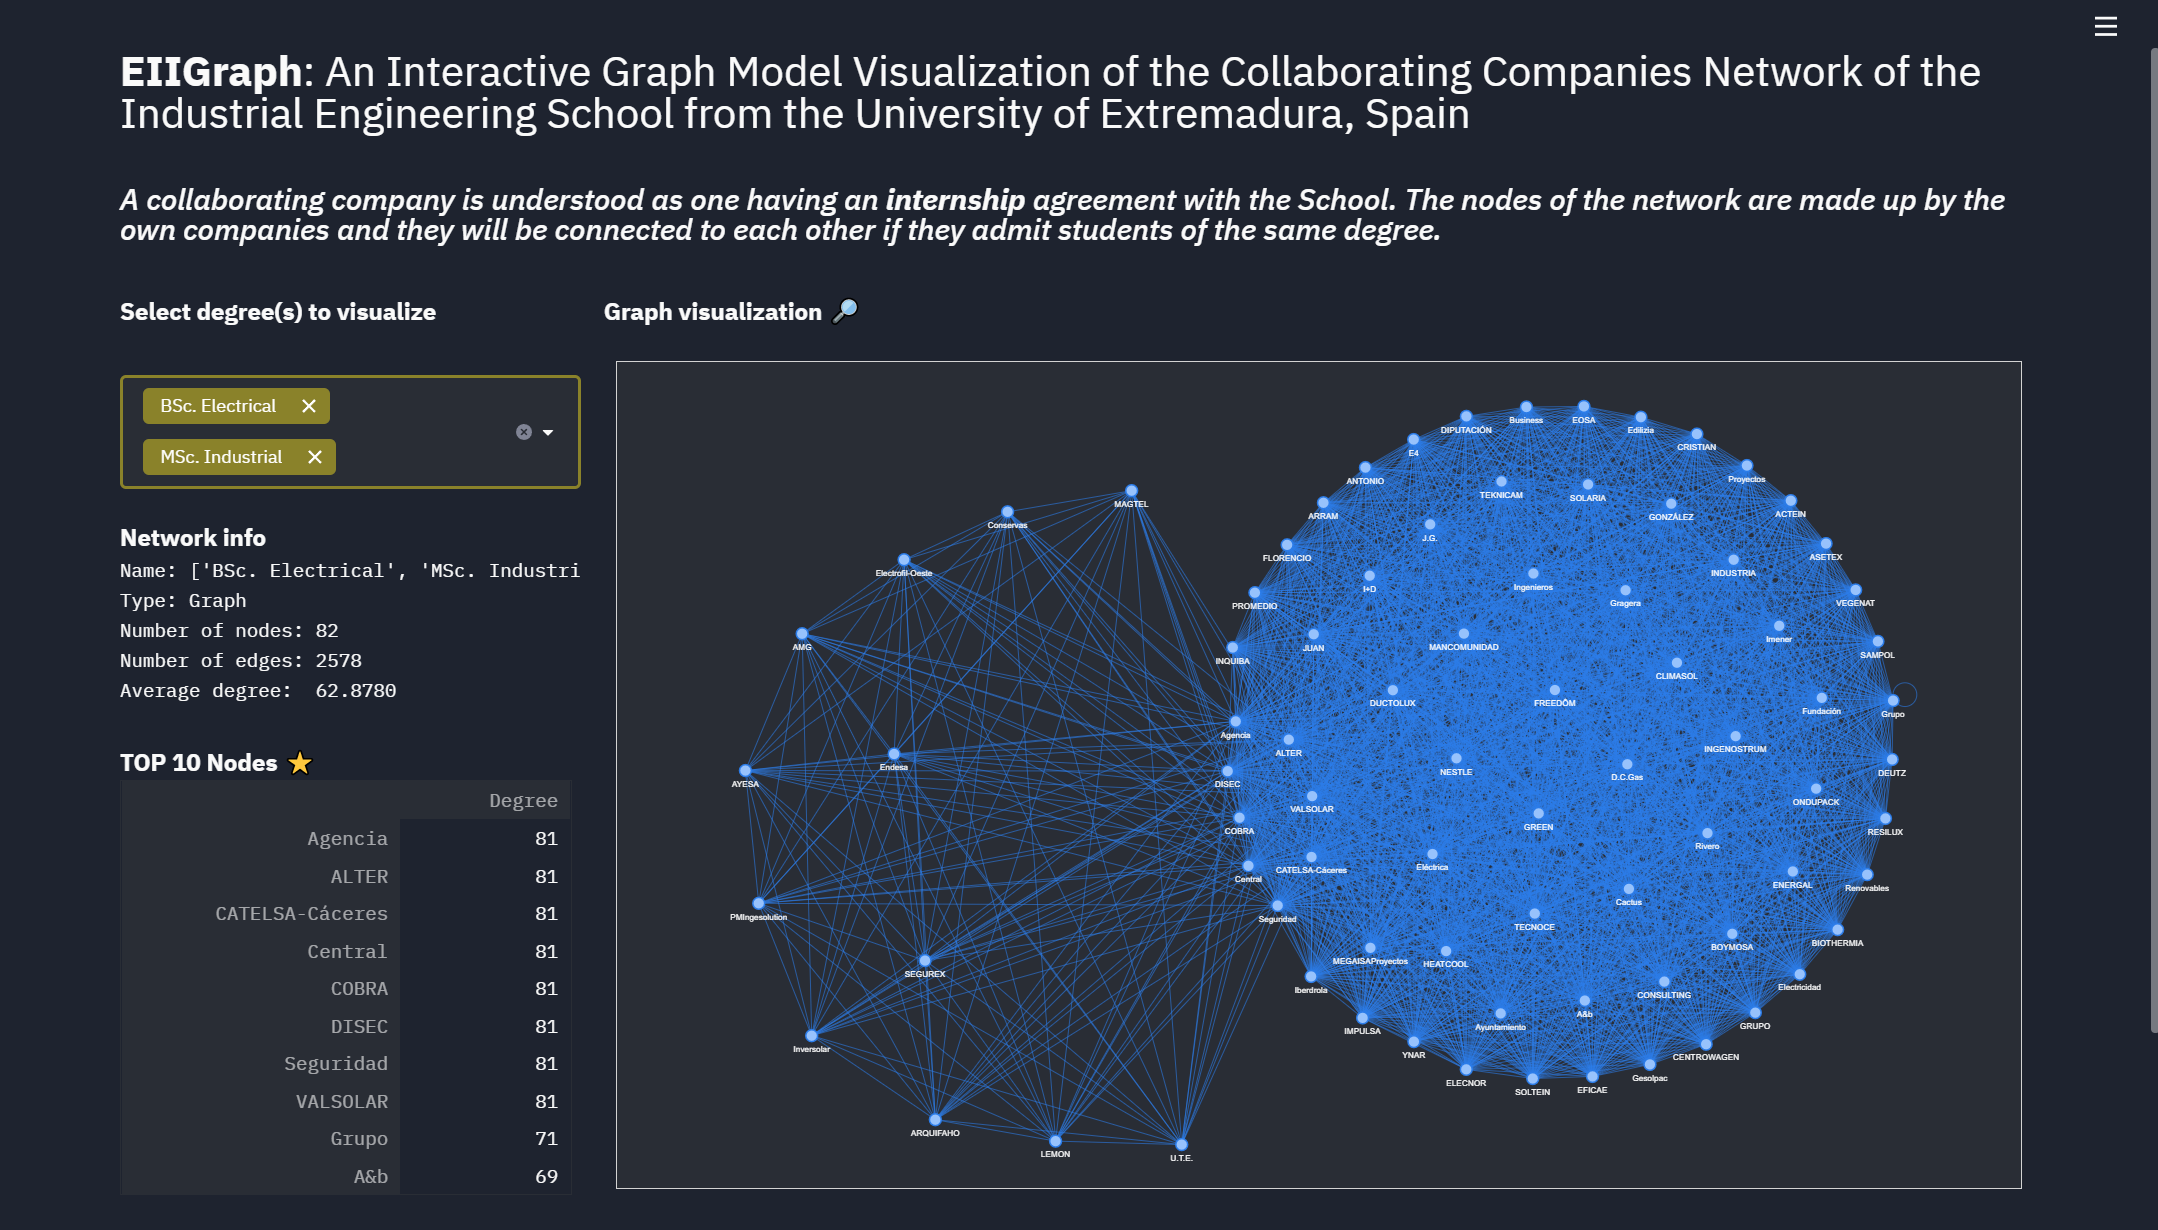 EIIGraph: An Interactive Graph Model Visualization of the Collaborating Companies Network of the
Industrial Engineering School from the University of Extremadura, Spain
A collaborating company is understood as one having an internship agreement with the School. The nodes of the network are made up by the
own companies and they will be connected to each other if they admit students of the same degree.
Select degree(s) to visualize
BSc. Electrical
MSc. Industrial
Network info
Name: ['BSc. Electrical', 'MSc. Industri
Type: Graph
Number of nodes: 82
Number of edges: 2578
Average degree: 62.8780
TOP 10 Nodes
Degree
Agencia 81
ALTER 81
CATELSA-Cáceres 81
Central 81
COBRA 81
DISEC 81
Seguridad 81
VALSOLAR 81
Grupo 71
A&b 69
Graph visualization
Business
EOSA
DIPUTACIÓN
Edilizia
CRISTIAN
E4
ANTONIO
Proyectos
TEKNICAM
SOLARIA
MAGTEL
ARRAM
GONZÁLEZ
ACTEIN
Conservas
J.G.
FLORENCIO
ASETEX
Electrofil-Oeste
INDUSTRIA
I+D
Ingenieros
Gragera
VEGENAT
PROMEDIO
Imener
AMG
JUAN
MANCOMUNIDAD
SAMPOL
INQUIBA
CLIMASOL
DUCTOLUX
FREEDOM
Fundación
Grupo
Agencia
ALTER
INGENOSTRUM
Endesa
NESTLE
D.C.Gas
DEUTZ
AYESA
DISEC
VALSOLAR
ONDUPACK
COBRA
GREEN
RESILUX
Rivero
Central
CATELSA-Cáceres
Eléctrica
ENERGAL
Renovables
PMIngesolution
Seguridad
Cactus
TECNOCE
BOYMOSA
BIOTHERMIA
SEGUREX
MEGAISAProyectos
HEATCOOL
Iberdrola
CONSULTING
Electricidad
A&b
IMPULSA
Ayuntamiento
GRUPO
Inversolar
YNAR
CENTROWAGEN
ELECNOR
Gesolpac
SOLTEIN
EFICAE
ARQUIFAHO
LEMON
U.T.E.